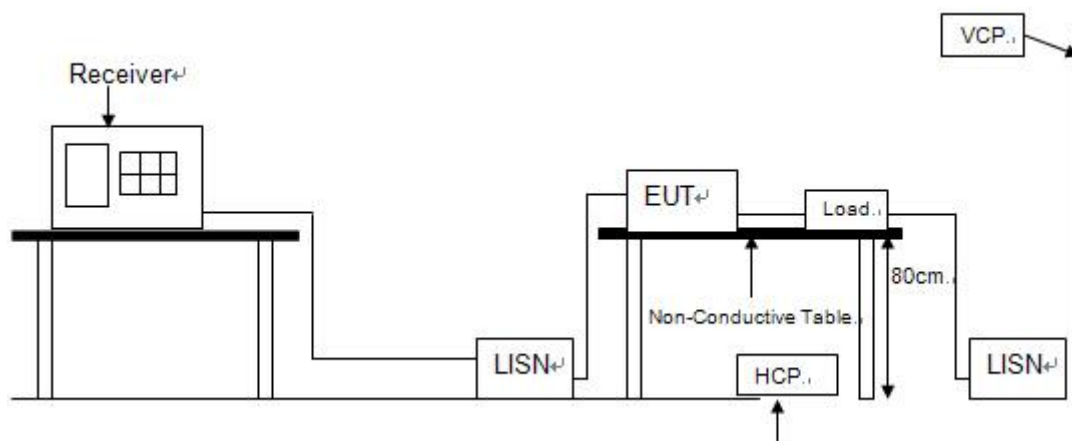 VCP.
Receiver↵
EUT↵
Load.
80cm.
Non-Conductive Table.
LISN↵
HCP.
LISN↵